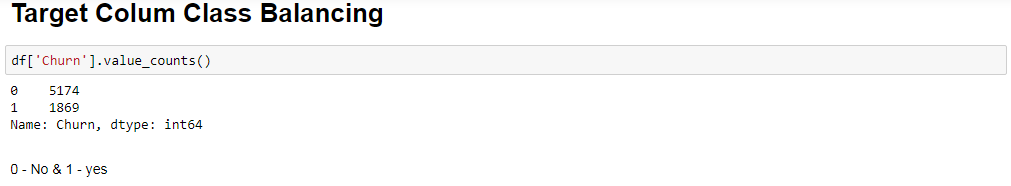 Target Colum Class Balancing
df['Churn'].value_counts()
0    5174
1    1869
Name: Churn, dtype: int64
0 - No & 1 - yes